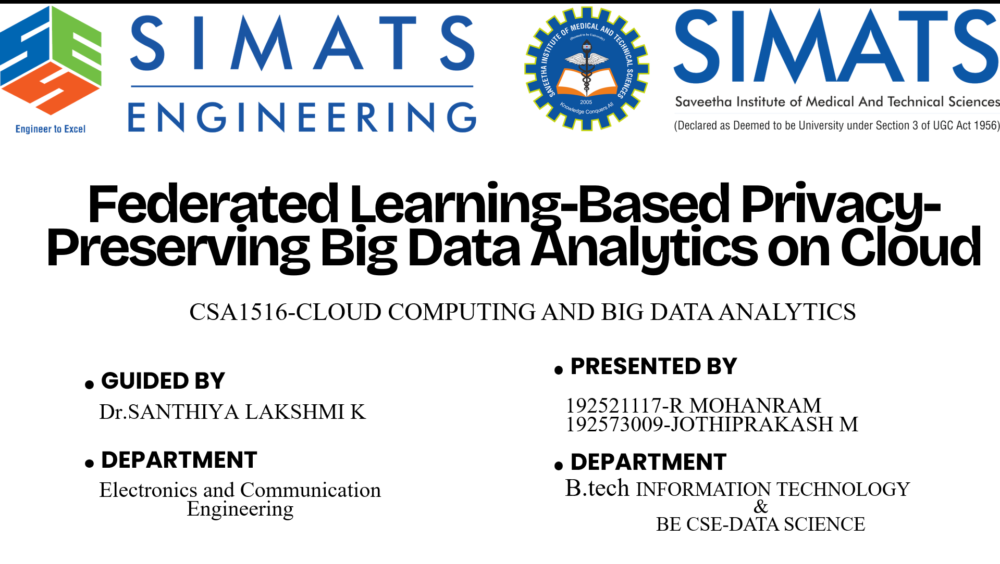 SIMATS
ENGINEERING
Engineer to Excel
SAVEETHA INSTITUTE OF MEDICAL AND TECHNICAL SCIENCES
(Deemed to be University)
2005
Knowledge Conquers All
SIMATS
Saveetha Institute of Medical And Technical Sciences
(Declared as Deemed to be University under Section 3 of UGC Act 1956)
Federated Learning-Based Privacy-
Preserving Big Data Analytics on Cloud
CSA1516-CLOUD COMPUTING AND BIG DATA ANALYTICS
• GUIDED BY
Dr.SANTHIYA LAKSHMI K
• DEPARTMENT
Electronics and Communication
Engineering
• PRESENTED BY
192521117-R MOHANRAM
192573009-JOTHIPRAKASH M
• DEPARTMENT
B.tech INFORMATION TECHNOLOGY
&
BE CSE-DATA SCIENCE